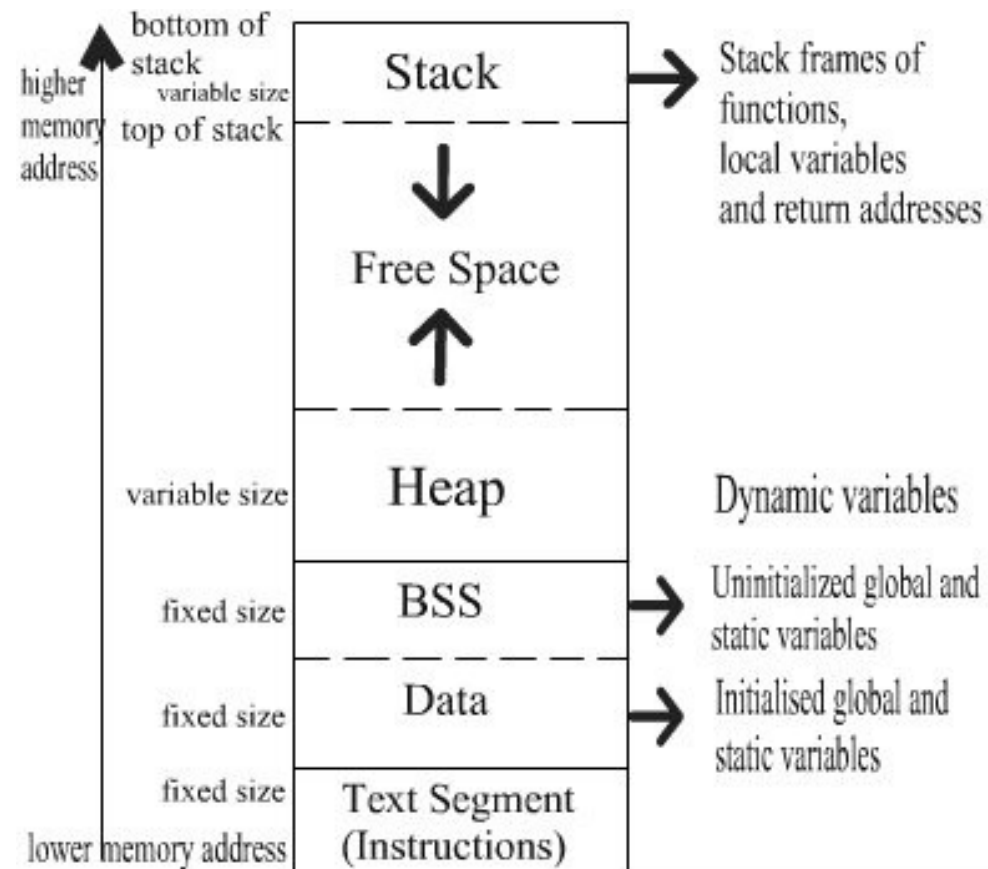 bottom of
stack
variable size
top of stack
higher
memory
address
Stack
Stack frames of
functions,
local variables
and return addresses
Free Space
variable size
Heap
Dynamic variables
fixed size
BSS
Uninitialized global and
static variables
fixed size
Data
Initialised global and
static variables
fixed size
Text Segment
(Instructions)
lower memory address